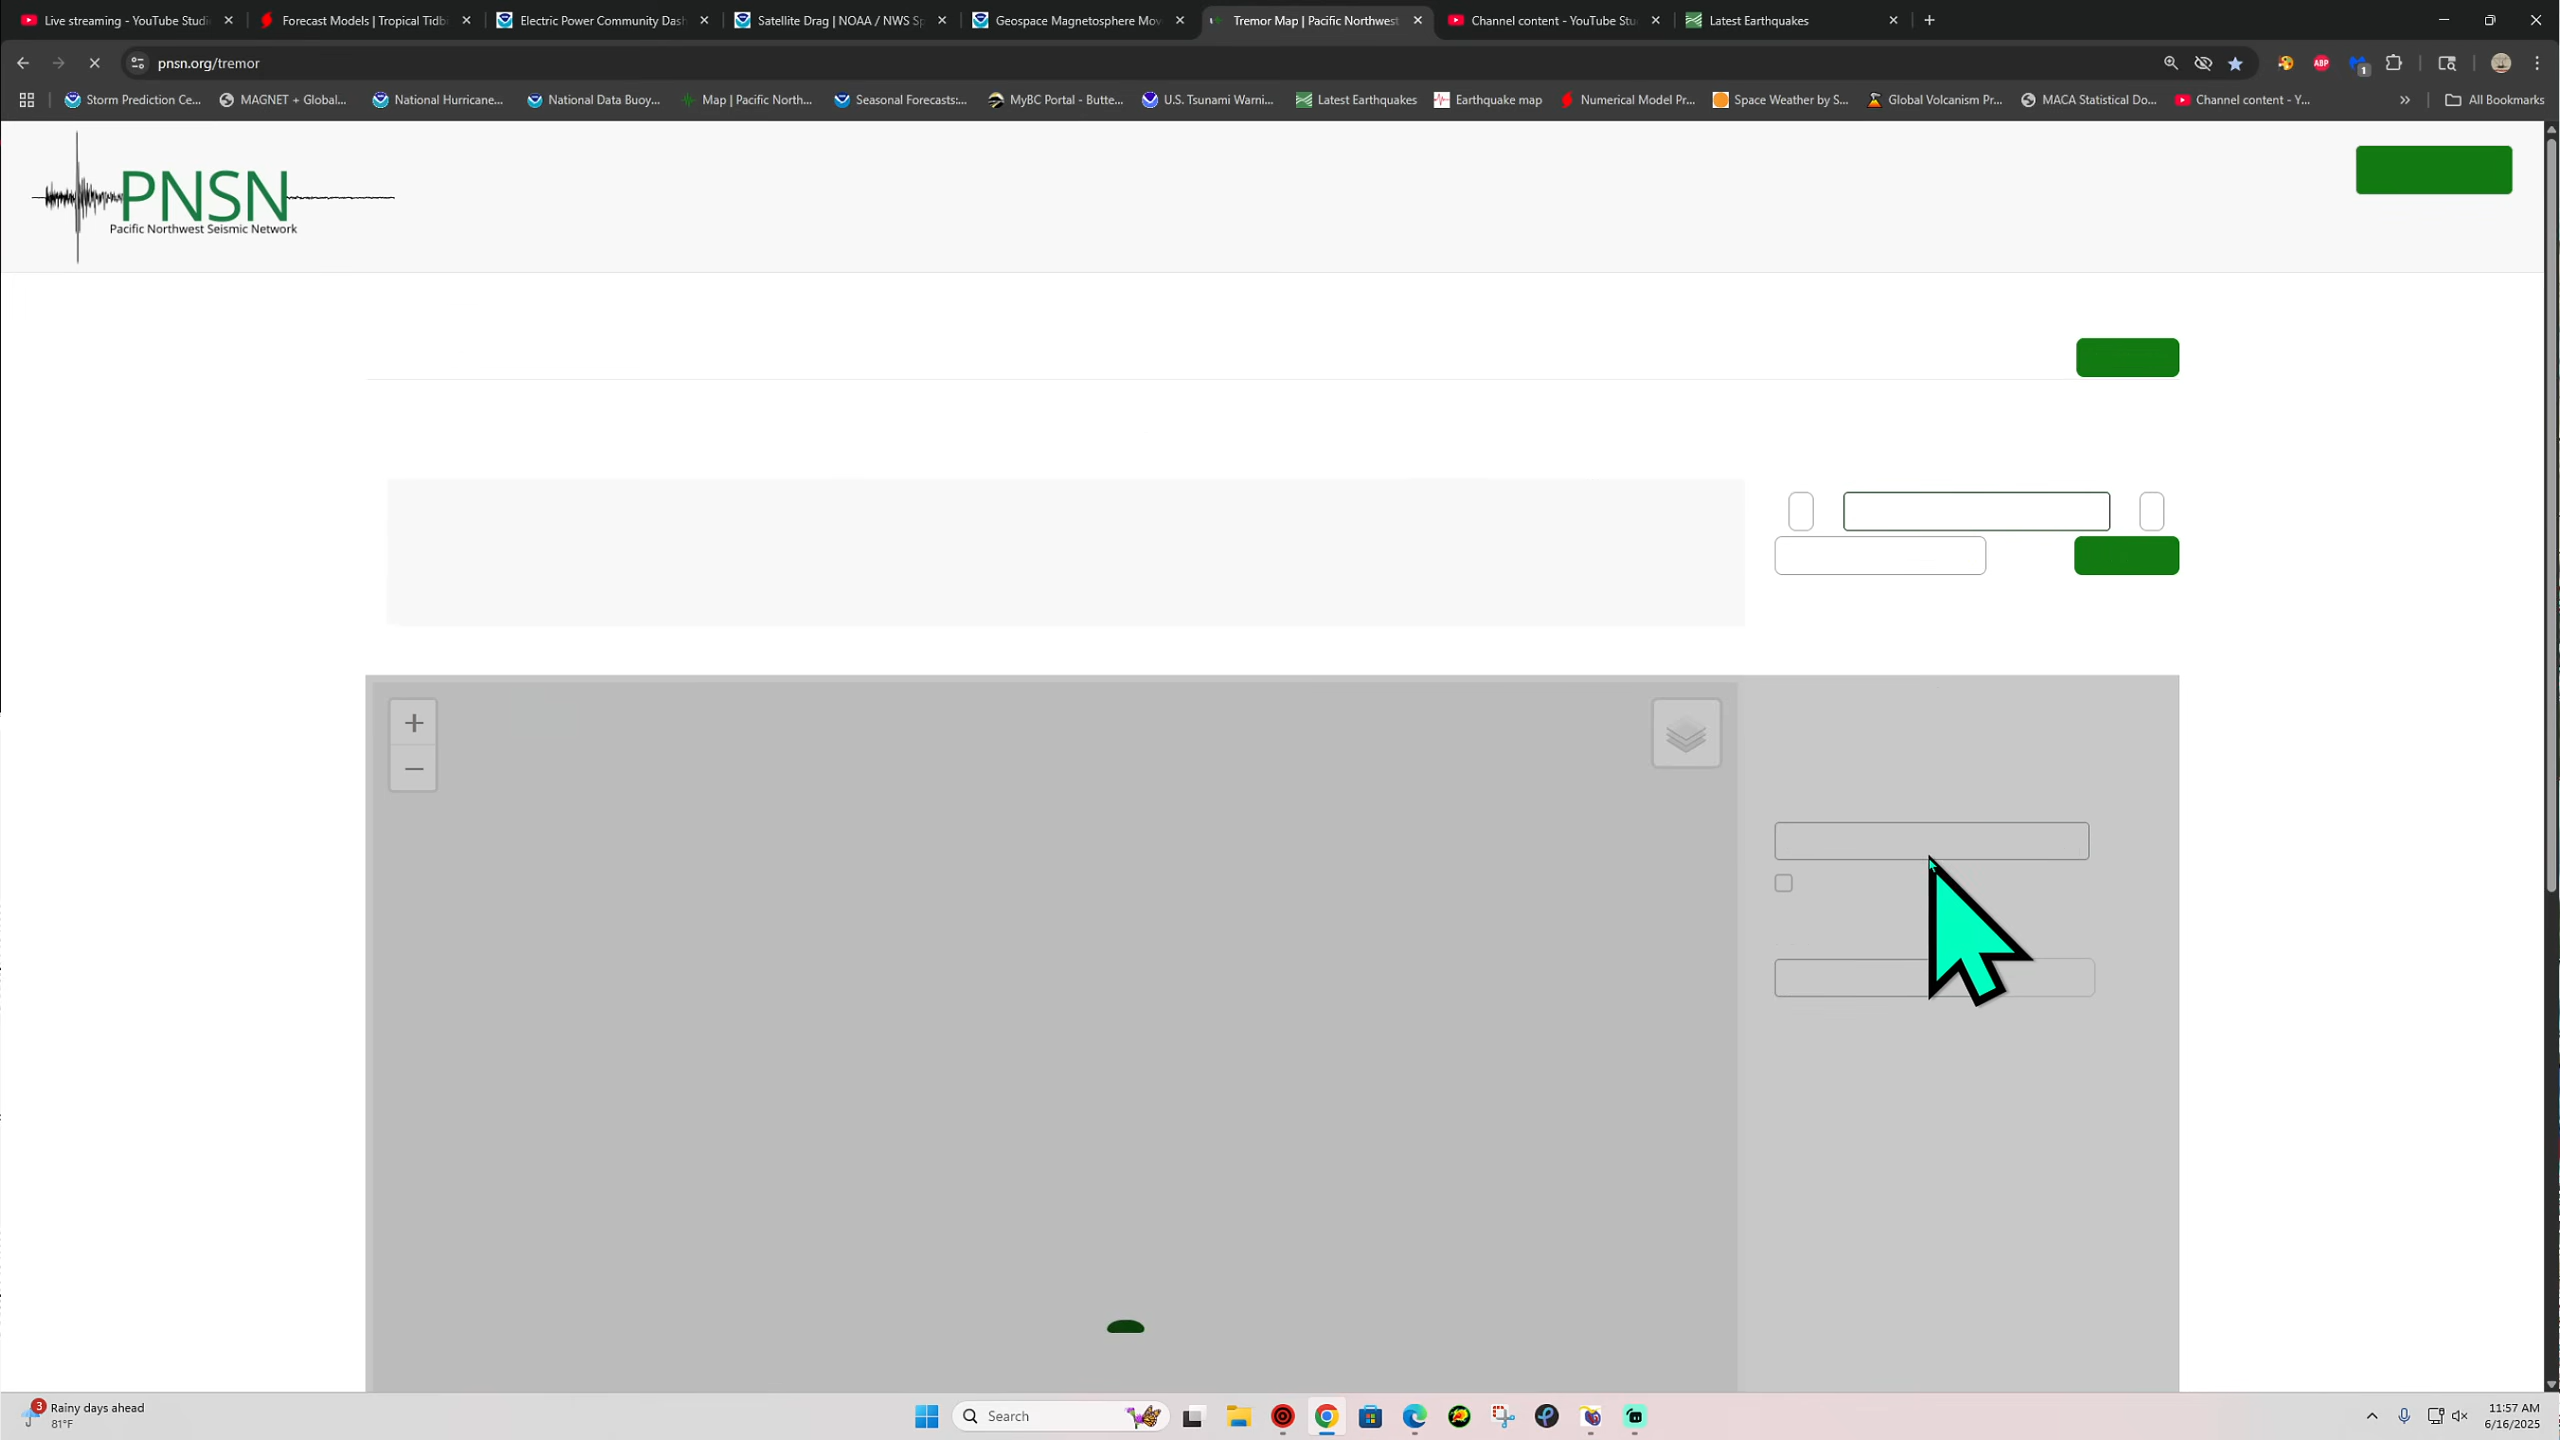 Live streaming - YouTube Studi
Forecast Models | Tropical Tidbi
Electric Power Community Dash
Satellite Drag | NOAA / NWS Sp
Geospace Magnetosphere Mov
Tremor Map | Pacific Northwest
Channel content - YouTube Stu
Latest Earthquakes
pnsn.org/tremor
ABP
1
Storm Prediction Ce...
MAGNET + Global...
National Hurricane...
National Data Buoy...
Map | Pacific North...
Seasonal Forecasts:...
MyBC Portal - Butte...
U.S. Tsunami Warni...
Latest Earthquakes
Earthquake map
Numerical Model Pr...
Space Weather by S...
Global Volcanism Pr...
MACA Statistical Do...
Channel content - Y...
All Bookmarks
PNSN
Pacific Northwest Seismic Network
3
Rainy days ahead
81°F
Search
11:57 AM
6/16/2025